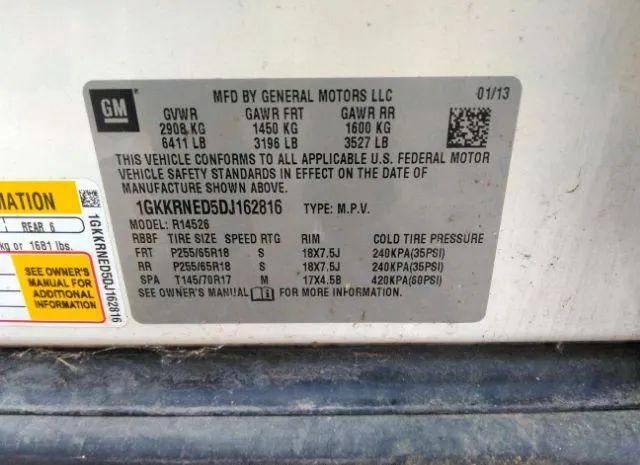 GM
MFD BY GENERAL MOTORS LLC 01/13
GVWR GAWR FRT GAWR RR
2908 KG 1450 KG 1600 KG
6411 LB 3196 LB 3527 LB
THIS VEHICLE CONFORMS TO ALL APPLICABLE U.S. FEDERAL MOTOR
VEHICLE SAFETY STANDARDS IN EFFECT ON THE DATE OF
MANUFACTURE SHOWN ABOVE.
1GKKRNED5DJ162816 TYPE: M.P.V.
MODEL: R14526
RBBF TIRE SIZE SPEED RTG RIM COLD TIRE PRESSURE
FRT P255/65R18 S 18X7.5J 240KPA(35PSI)
RR P255/65R18 S 18X7.5J 240KPA(35PSI)
SPA T145/70R17 M 17X4.5B 420KPA(60PSI)
SEE OWNER'S MANUAL FOR MORE INFORMATION.
MATION
REAR 6
kg or 1681 lbs.
SEE OWNER'S
MANUAL FOR
ADDITIONAL
INFORMATION
1GKKRNED5DJ162816